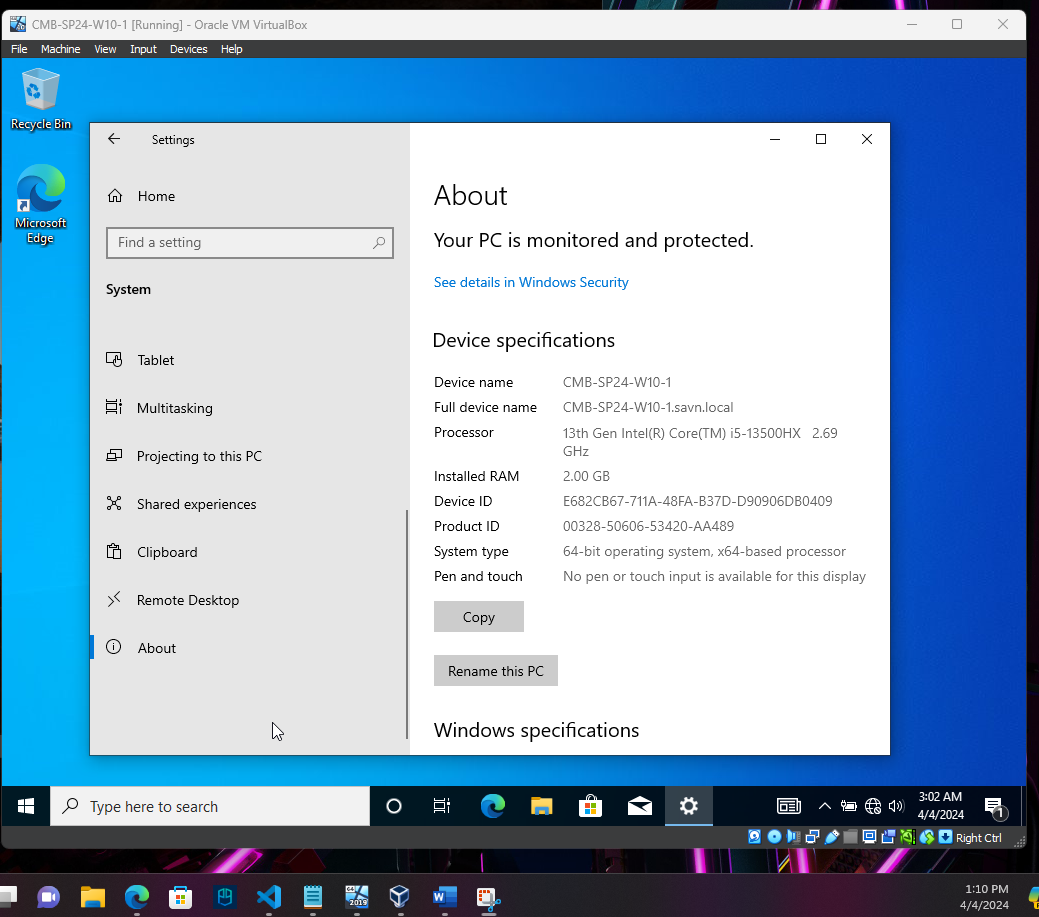 CMB-SP24-W10-1 [Running] - Oracle VM VirtualBox
File Machine View Input Devices Help
Recycle Bin
Microsoft
Edge
Settings
Home
Find a setting
System
Tablet
Multitasking
Projecting to this PC
Shared experiences
Clipboard
Remote Desktop
About
About
Your PC is monitored and protected.
See details in Windows Security
Device specifications
Device name CMB-SP24-W10-1
Full device name CMB-SP24-W10-1.savn.local
Processor 13th Gen Intel(R) Core(TM) i5-13500HX 2.69
GHz
Installed RAM 2.00 GB
Device ID E682CB67-711A-48FA-B37D-D90906DB0409
Product ID 00328-50606-53420-AA489
System type 64-bit operating system, x64-based processor
Pen and touch No pen or touch input is available for this display
Copy
Rename this PC
Windows specifications
Type here to search
3:02 AM
4/4/2024
1
Right Ctrl
2019
W
1:10 PM
4/4/2024